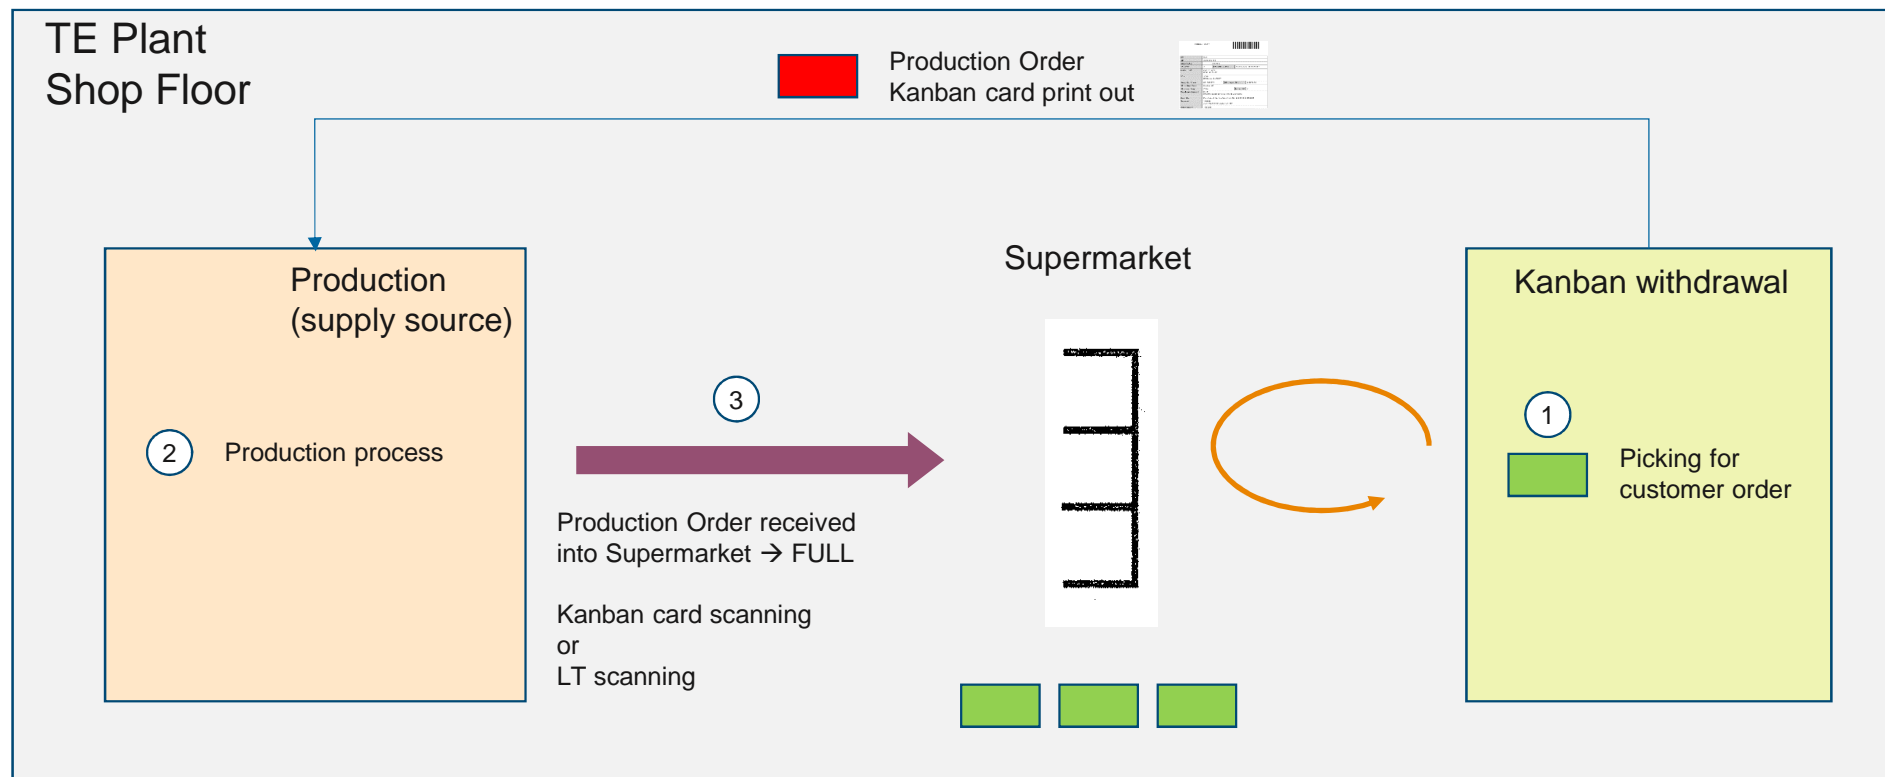 TE Plant
Shop Floor
Production Order
Kanban card print out
Production
(supply source)
Supermarket
Kanban withdrawal
3
1
2
Production process
Picking for
customer order
Production Order received
into Supermarket → FULL
Kanban card scanning
or
LT scanning